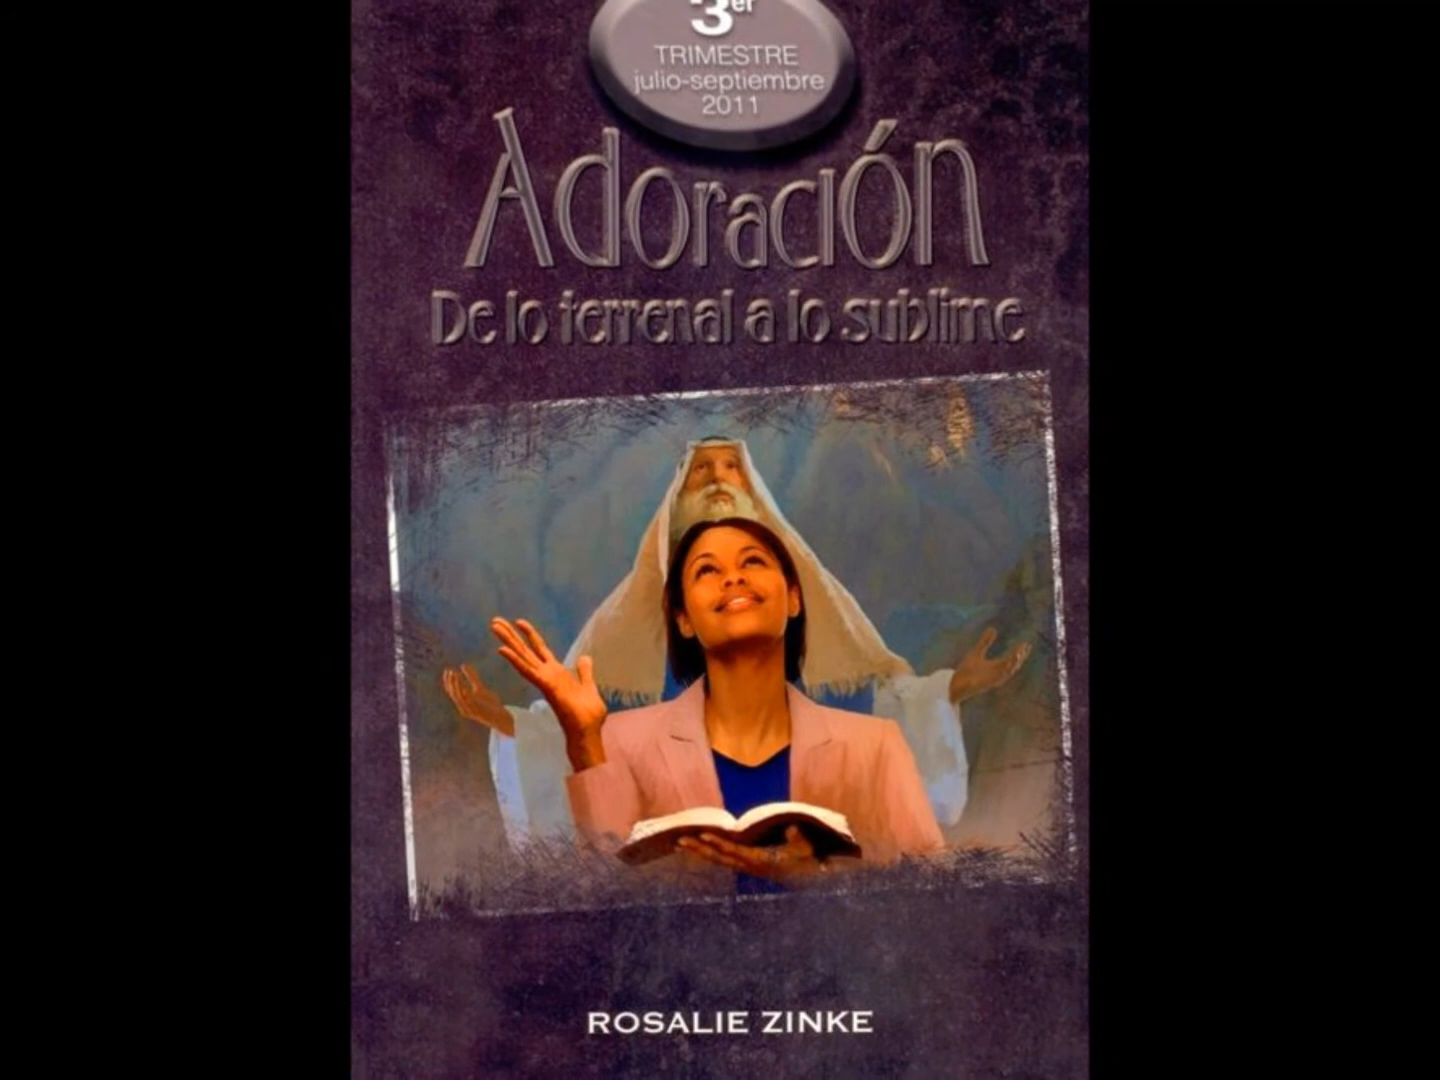 3er
TRIMESTRE
julio-septiembre
2011
Adoración
De lo terrenal a lo sublime
ROSALIE ZINKE